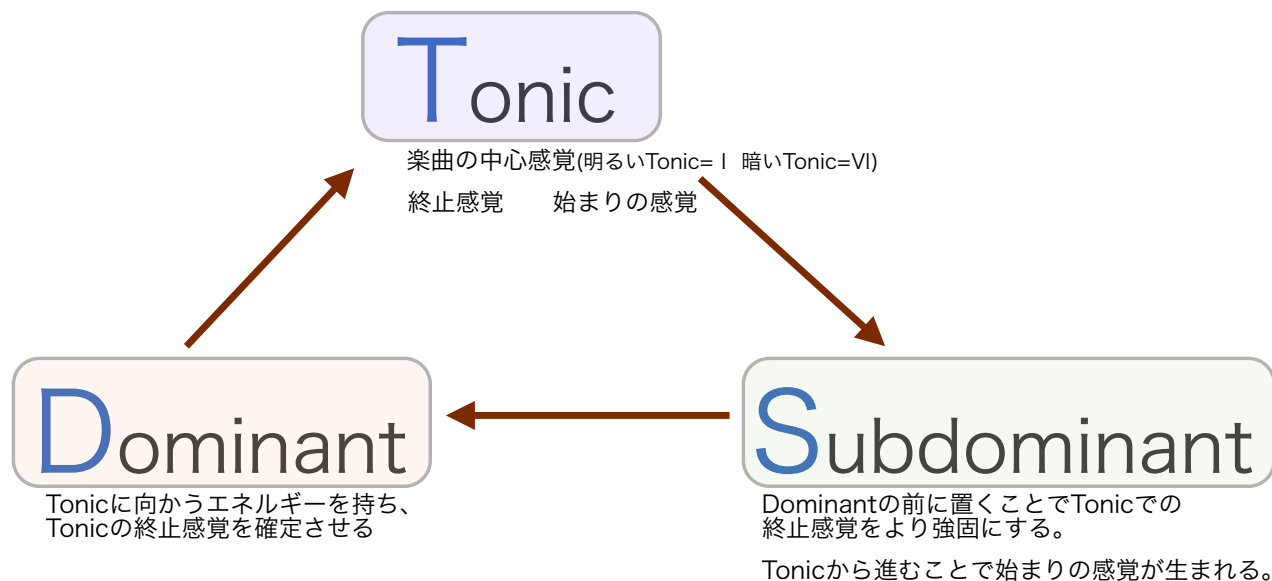 Tonic
楽曲の中心感覚(明るいTonic=Ⅰ 暗いTonic=VI)
終止感覚　　始まりの感覚
Dominant
Tonicに向かうエネルギーを持ち、
Tonicの終止感覚を確定させる
Subdominant
Dominantの前に置くことでTonicでの
終止感覚をより強固にする。
Tonicから進むことで始まりの感覚が生まれる。